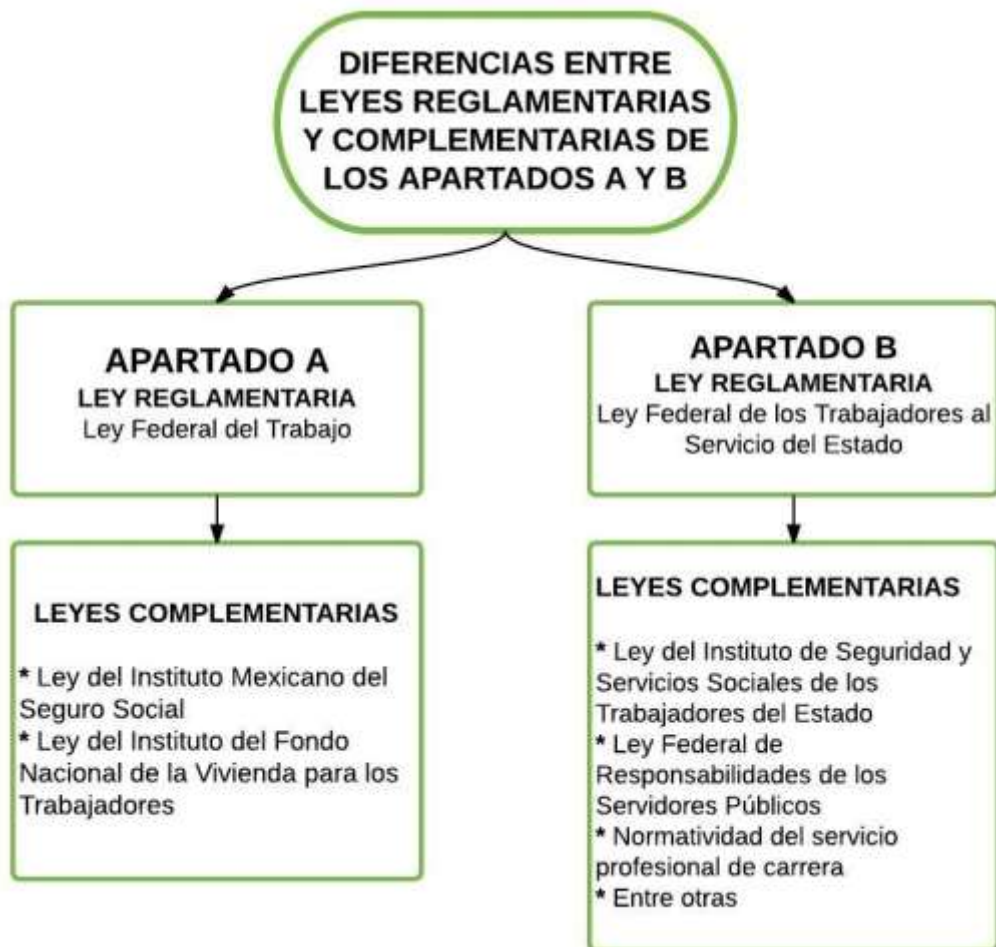 DIFERENCIAS ENTRE
LEYES REGLAMENTARIAS
Y COMPLEMENTARIAS DE
LOS APARTADOS A Y B
APARTADO A
LEY REGLAMENTARIA
Ley Federal del Trabajo
APARTADO B
LEY REGLAMENTARIA
Ley Federal de los Trabajadores al
Servicio del Estado
LEYES COMPLEMENTARIAS
* Ley del Instituto Mexicano del
Seguro Social
* Ley del Instituto del Fondo
Nacional de la Vivienda para los
Trabajadores
LEYES COMPLEMENTARIAS
* Ley del Instituto de Seguridad y
Servicios Sociales de los
Trabajadores del Estado
* Ley Federal de
Responsabilidades de los
Servidores Públicos
* Normatividad del servicio
profesional de carrera
* Entre otras